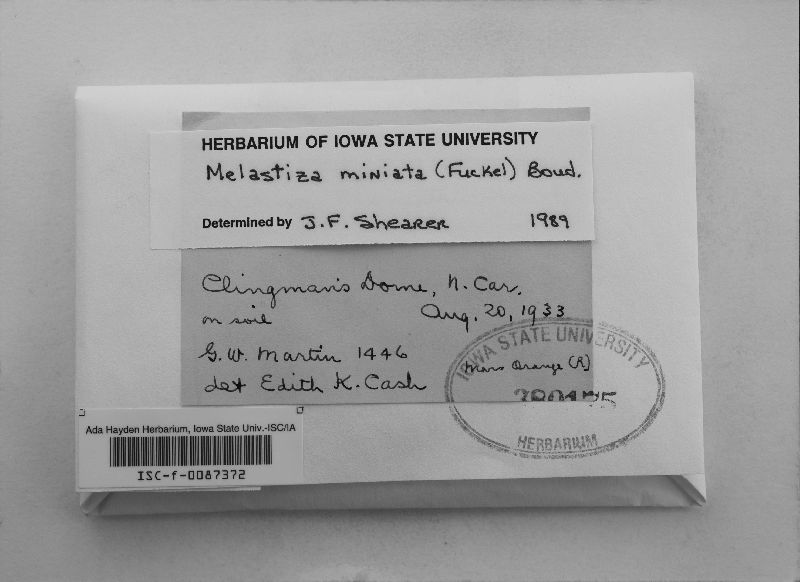 HERBARIUM OF IOWA STATE UNIVERSITY
Melastiza miniata (Fuckel) Boud.
Determined by J.F. Shearer 1989
Clingman's Dome, N. Car.
on soil Aug. 20, 1933
G. W. Martin 1446
det Edith K. Cash
Mars Orange (R)
IOWA STATE UNIVERSITY
HERBARIUM
Ada Hayden Herbarium, Iowa State Univ.-ISC/IA
ISC-f-0087372